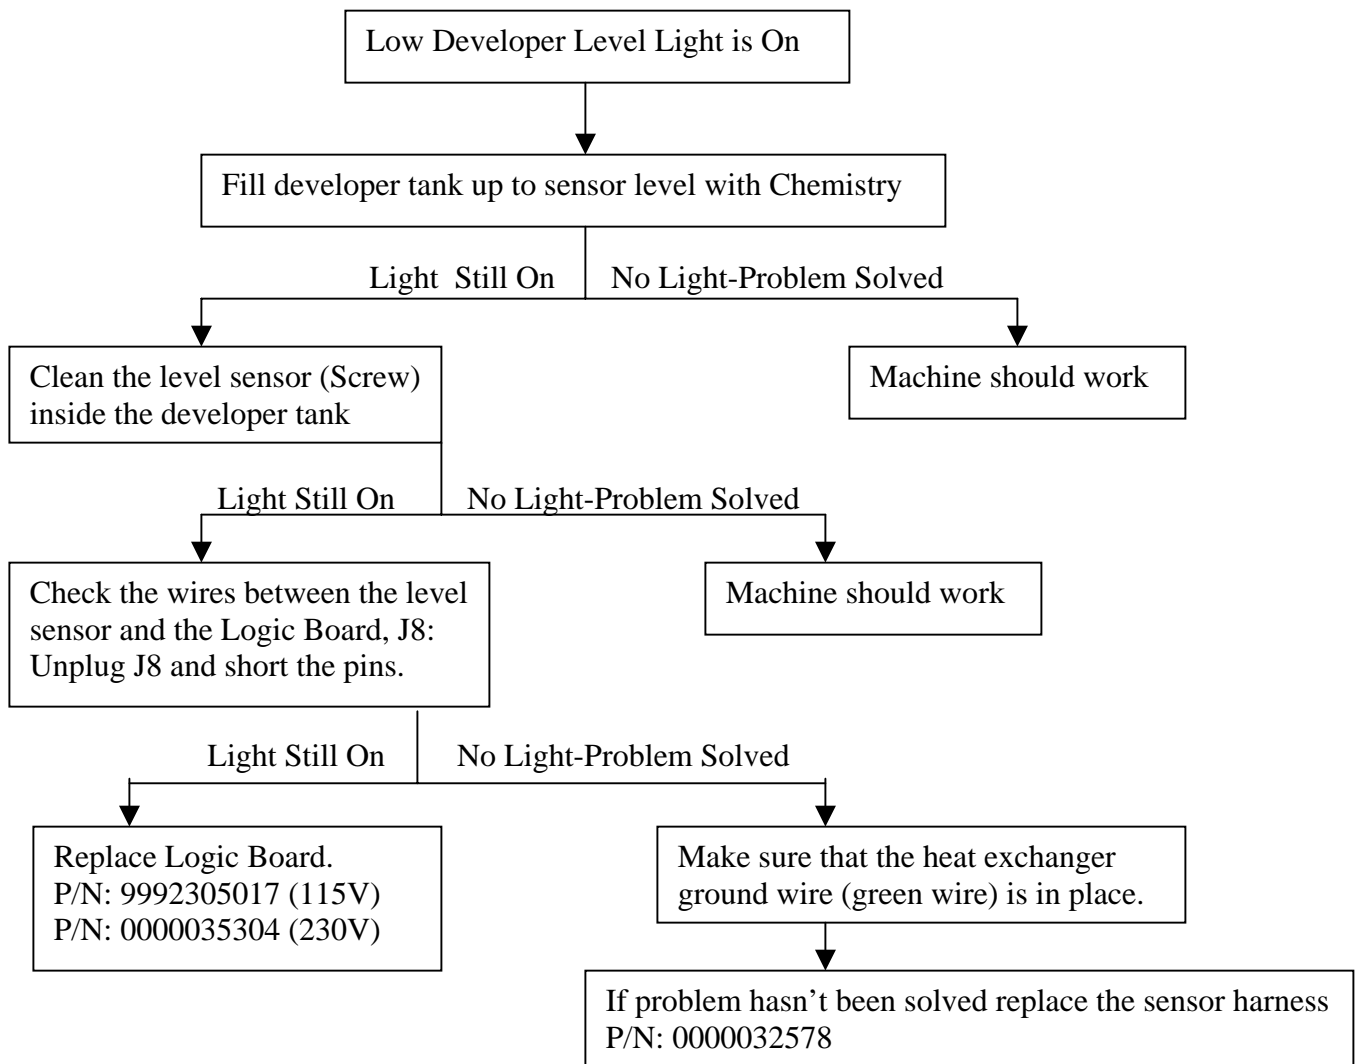 Low Developer Level Light is On
Fill developer tank up to sensor level with Chemistry
Light  Still On
No Light-Problem Solved
Clean the level sensor (Screw)
inside the developer tank
Machine should work
Light Still On
No Light-Problem Solved
Check the wires between the level
sensor and the Logic Board, J8:
Unplug J8 and short the pins.
Machine should work
Light Still On
No Light-Problem Solved
Replace Logic Board.
P/N: 9992305017 (115V)
P/N: 0000035304 (230V)
Make sure that the heat exchanger
ground wire (green wire) is in place.
If problem hasn’t been solved replace the sensor harness
P/N: 0000032578